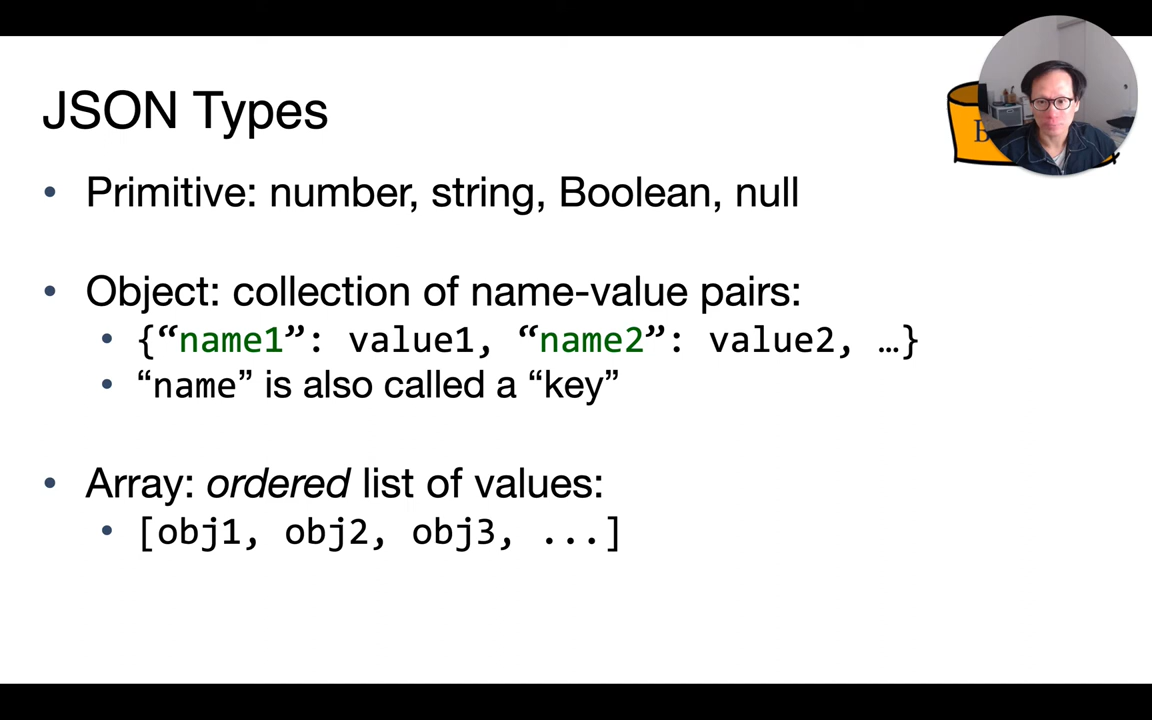 JSON Types
• Primitive: number, string, Boolean, null
• Object: collection of name-value pairs:
• {“name1”: value1, “name2”: value2, …}
• “name” is also called a “key”
• Array: ordered list of values:
• [obj1, obj2, obj3, ...]